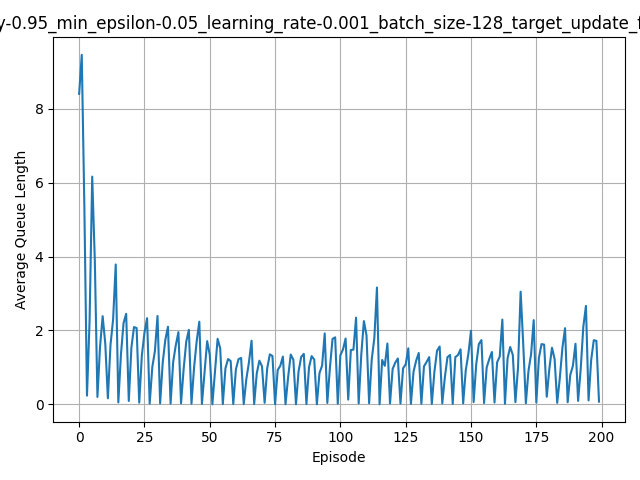 y-0.95_min_epsilon-0.05_learning_rate-0.001_batch_size-128_target_update_f
8
6
4
2
0
Average Queue Length
0 25 50 75 100 125 150 175 200
Episode